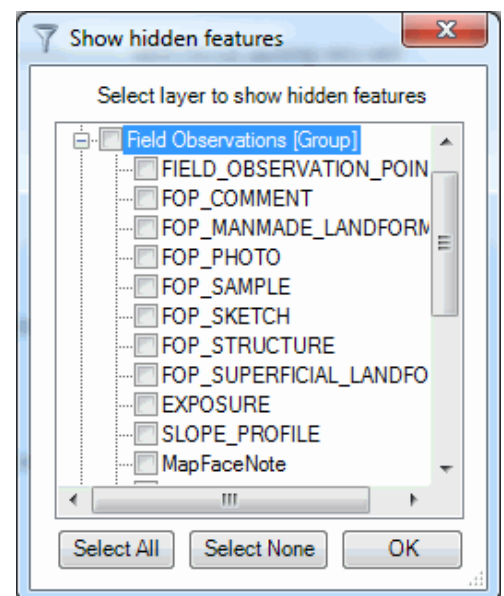 Show hidden features
Select layer to show hidden features
Field Observations [Group]
FIELD_OBSERVATION_POIN
FOP_COMMENT
FOP_MANMADE_LANDFORM
FOP_PHOTO
FOP_SAMPLE
FOP_SKETCH
FOP_STRUCTURE
FOP_SUPERFICIAL_LANDFO
EXPOSURE
SLOPE_PROFILE
MapFaceNote
Select All Select None OK